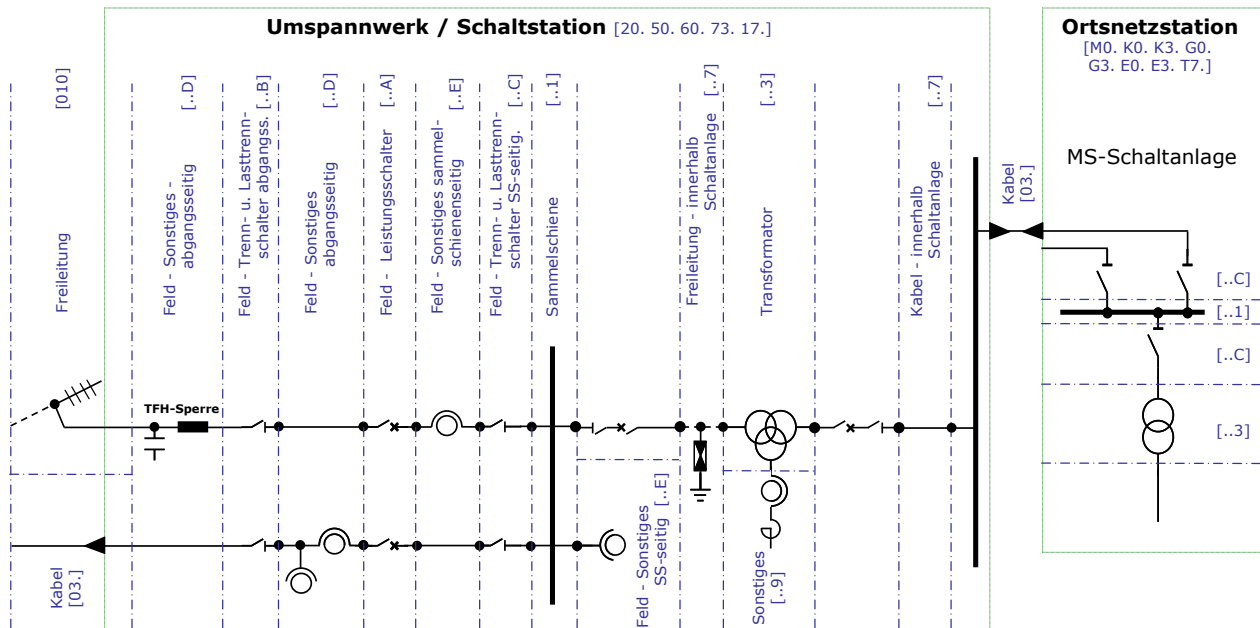 Umspannwerk / Schaltstation [20. 50. 60. 73. 17.]
Ortsnetzstation
[M0. K0. K3. G0.
G3. E0. E3. T7.]
Freileitung [010]
Feld - Sonstiges -
abgangsseitig [..D]
Feld - Trenn- u. Lasttrenn-
schalter abgangss. [..B]
Feld - Sonstiges
abgangsseitig [..D]
Feld - Leistungsschalter [..A]
Feld - Sonstiges sammel-
schienenseitig [..E]
Feld - Trenn- u. Lasttrenn-
schalter SS-seitig. [..C]
Sammelschiene [..1]
Freileitung - innerhalb
Schaltanlage [..7]
Transformator [..3]
Kabel - innerhalb
Schaltanlage [..7]
Kabel
[03.]
MS-Schaltanlage
[..C]
[..1]
[..C]
[..3]
TFH-Sperre
Kabel
[03.]
Feld - Sonstiges
SS-seitig [..E]
Sonstiges
[..9]